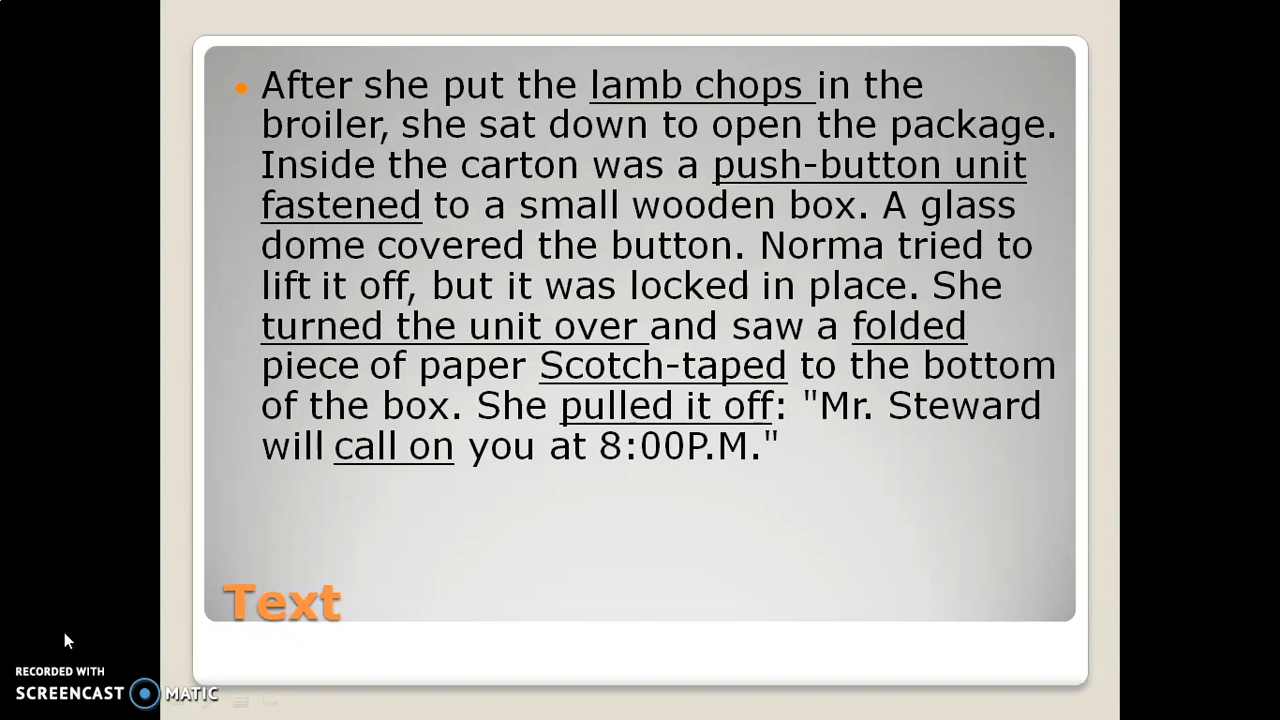 After she put the lamb chops in the
broiler, she sat down to open the package.
Inside the carton was a push-button unit
fastened to a small wooden box. A glass
dome covered the button. Norma tried to
lift it off, but it was locked in place. She
turned the unit over and saw a folded
piece of paper Scotch-taped to the bottom
of the box. She pulled it off: "Mr. Steward
will call on you at 8:00P.M."
Text
RECORDED WITH
SCREENCAST MATIC